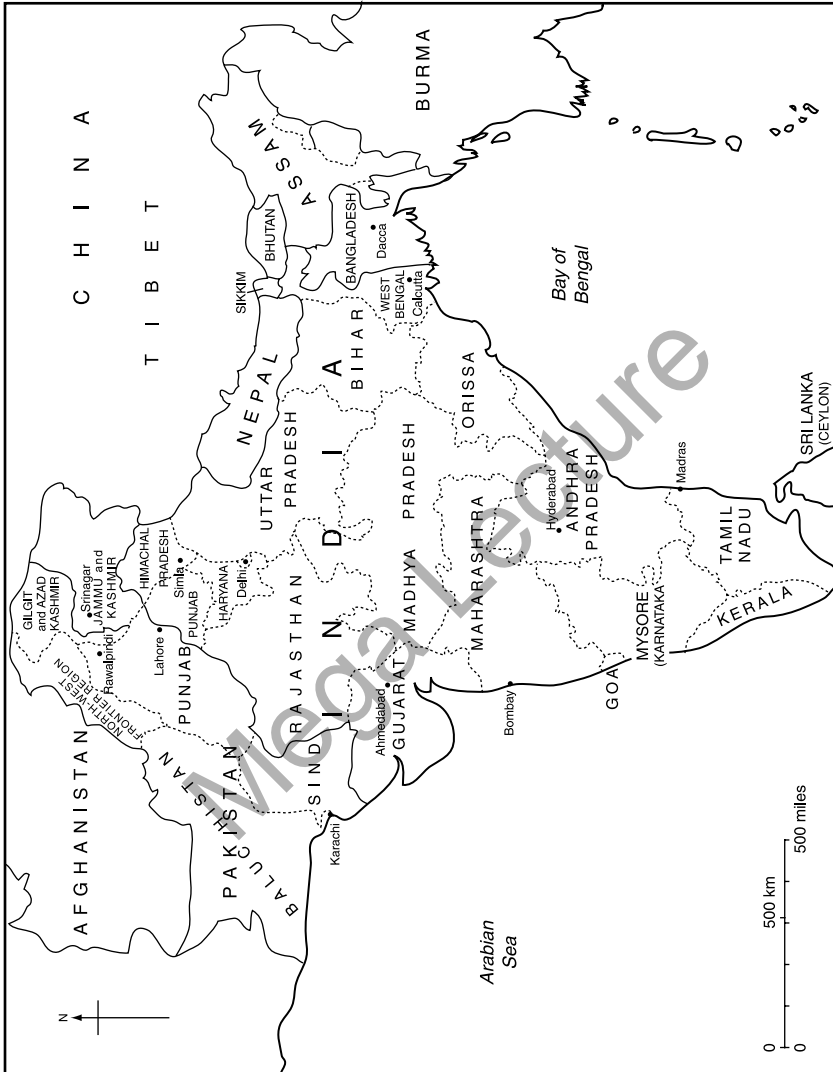 CHINA
TIBET
AFGHANISTAN
N
GILGIT
and AZAD
KASHMIR
Srinagar
JAMMU and
KASHMIR
NORTH-WEST
FRONTIER REGION
Rawalpindi
HIMACHAL
PRADESH
Simla
Lahore
PUNJAB
PUNJAB
HARYANA
Delhi
PAKISTAN
BALUCHISTAN
SIND
Karachi
NEPAL
SIKKIM
BHUTAN
ASSAM
BURMA
BANGLADESH
Dacca
WEST
BENGAL
Calcutta
UTTAR
PRADESH
BIHAR
RAJASTHAN
INDIA
Ahmedabad
GUJARAT
MADHYA PRADESH
ORISSA
MAHARASHTRA
Bombay
Hyderabad
ANDHRA
PRADESH
GOA
MYSORE
(KARNATAKA)
Madras
TAMIL
NADU
KERALA
SRI LANKA
(CEYLON)
Arabian
Sea
Bay of
Bengal
0 500 km
0 500 miles
Mega Lecture